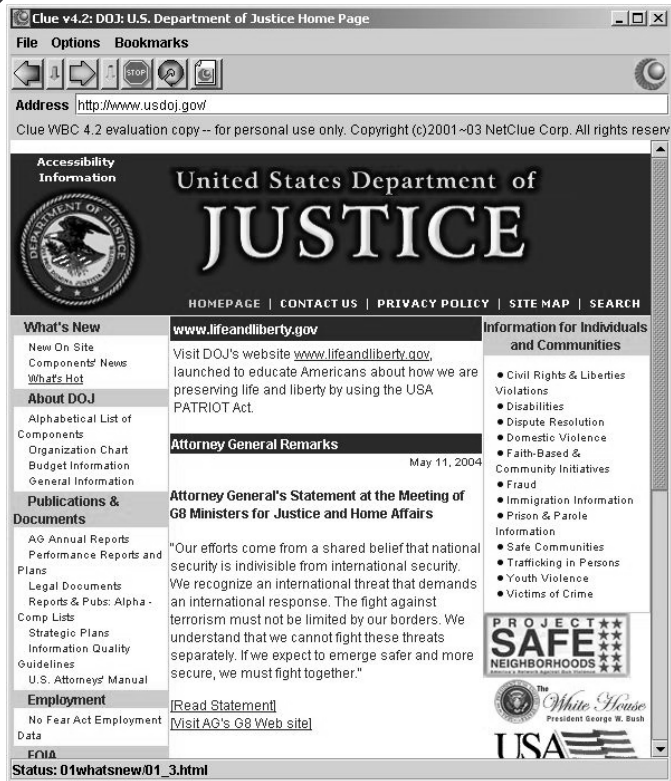 Clue v4.2: DOJ: U.S. Department of Justice Home Page
File Options Bookmarks
STOP
Address http://www.usdoj.gov/
Clue WBC 4.2 evaluation copy -- for personal use only. Copyright (c)2001~03 NetClue Corp. All rights reserv
Accessibility
Information
DEPARTMENT OF JUSTICE
United States Department of
JUSTICE
HOMEPAGE | CONTACT US | PRIVACY POLICY | SITE MAP | SEARCH
What's New
New On Site
Components' News
What's Hot
About DOJ
Alphabetical List of
Components
Organization Chart
Budget Information
General Information
Publications &
Documents
AG Annual Reports
Performance Reports and
Plans
Legal Documents
Reports & Pubs: Alpha -
Comp Lists
Strategic Plans
Information Quality
Guidelines
U.S. Attorneys' Manual
Employment
No Fear Act Employment
Data
FOIA
www.lifeandliberty.gov
Visit DOJ's website www.lifeandliberty.gov,
launched to educate Americans about how we are
preserving life and liberty by using the USA
PATRIOT Act.
Attorney General Remarks
May 11, 2004
Attorney General's Statement at the Meeting of
G8 Ministers for Justice and Home Affairs
"Our efforts come from a shared belief that national
security is indivisible from international security.
We recognize an international threat that demands
an international response. The fight against
terrorism must not be limited by our borders. We
understand that we cannot fight these threats
separately. If we expect to emerge safer and more
secure, we must fight together."
[Read Statement]
[Visit AG's G8 Web site]
Information for Individuals
and Communities
• Civil Rights & Liberties
Violations
• Disabilities
• Dispute Resolution
• Domestic Violence
• Faith-Based &
Community Initiatives
• Fraud
• Immigration Information
• Prison & Parole
Information
• Safe Communities
• Trafficking in Persons
• Youth Violence
• Victims of Crime
PROJECT
SAFE
NEIGHBORHOODS
America's Network Against Gun Violence
The
White House
President George W. Bush
USA
Status: 01whatsnew/01_3.html